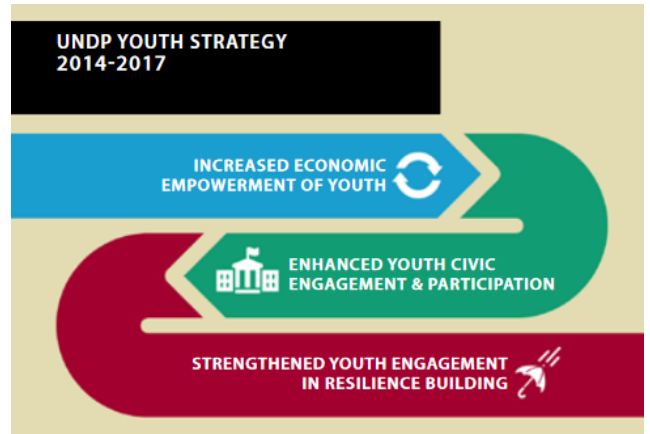 UNDP YOUTH STRATEGY
2014-2017
INCREASED ECONOMIC
EMPOWERMENT OF YOUTH
ENHANCED YOUTH CIVIC
ENGAGEMENT & PARTICIPATION
STRENGTHENED YOUTH ENGAGEMENT
IN RESILIENCE BUILDING